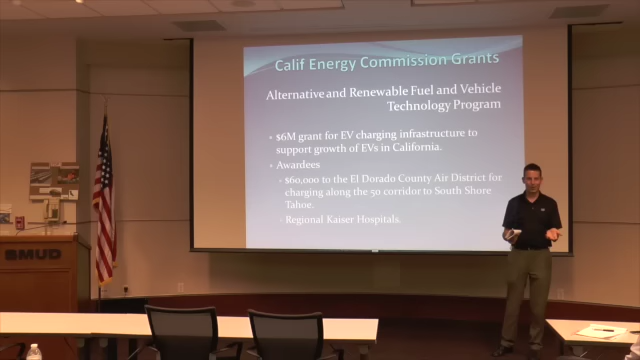 Calif Energy Commission Grants
Alternative and Renewable Fuel and Vehicle
Technology Program
• $6M grant for EV charging infrastructure to
support growth of EVs in California.
• Awardees
• $60,000 to the El Dorado County Air District for
charging along the 50 corridor to South Shore
Tahoe.
• Regional Kaiser Hospitals.
SMUD